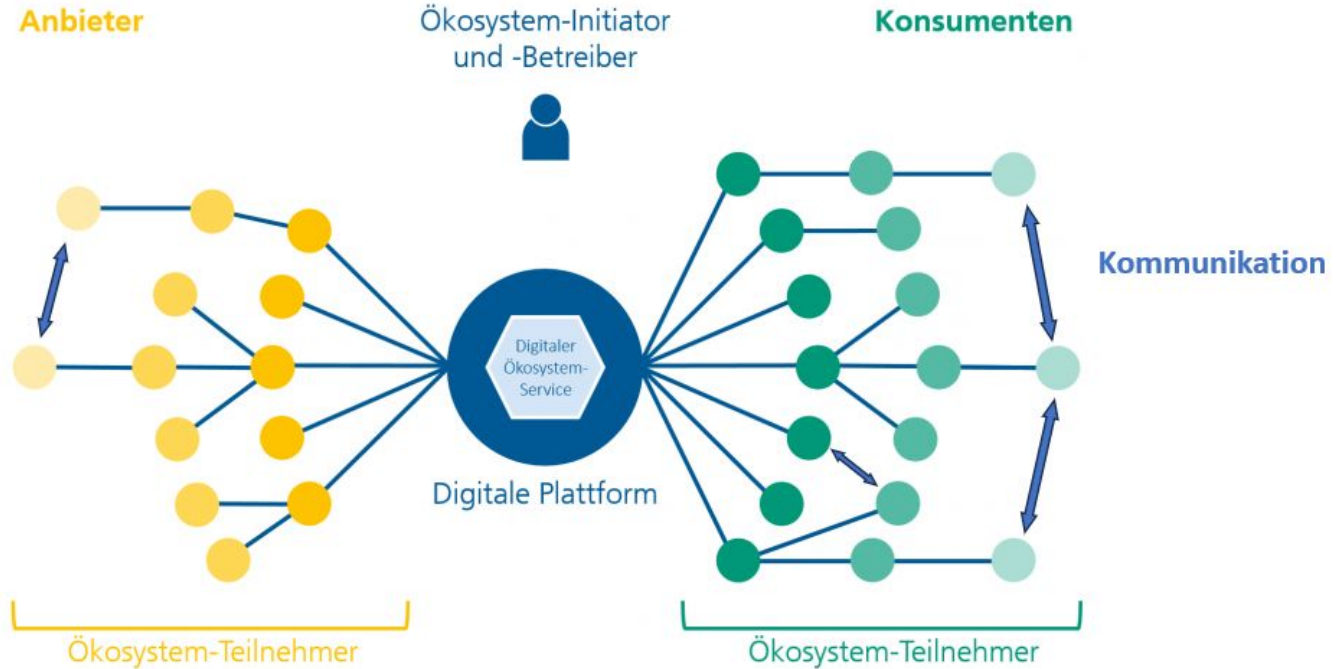 Anbieter
Ökosystem-Initiator
und -Betreiber
Konsumenten
Kommunikation
Digitaler
Ökosystem-
Service
Digitale Plattform
Ökosystem-Teilnehmer
Ökosystem-Teilnehmer